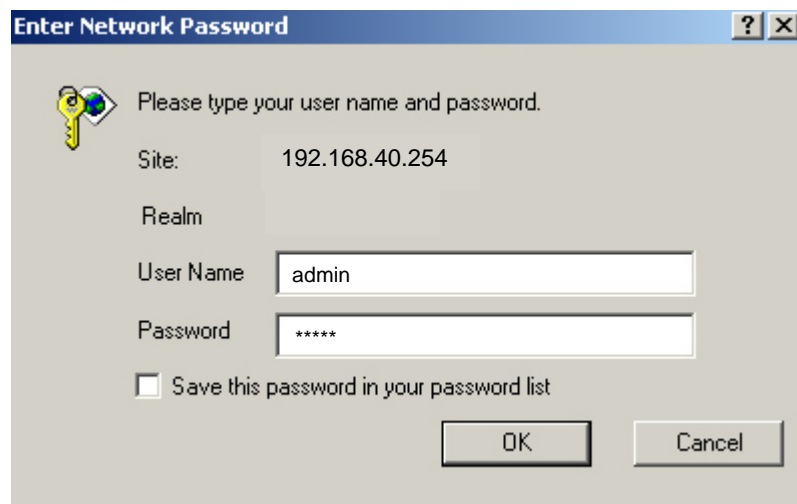 Enter Network Password
Please type your user name and password.
Site: 192.168.40.254
Realm
User Name admin
Password *****
Save this password in your password list
OK Cancel